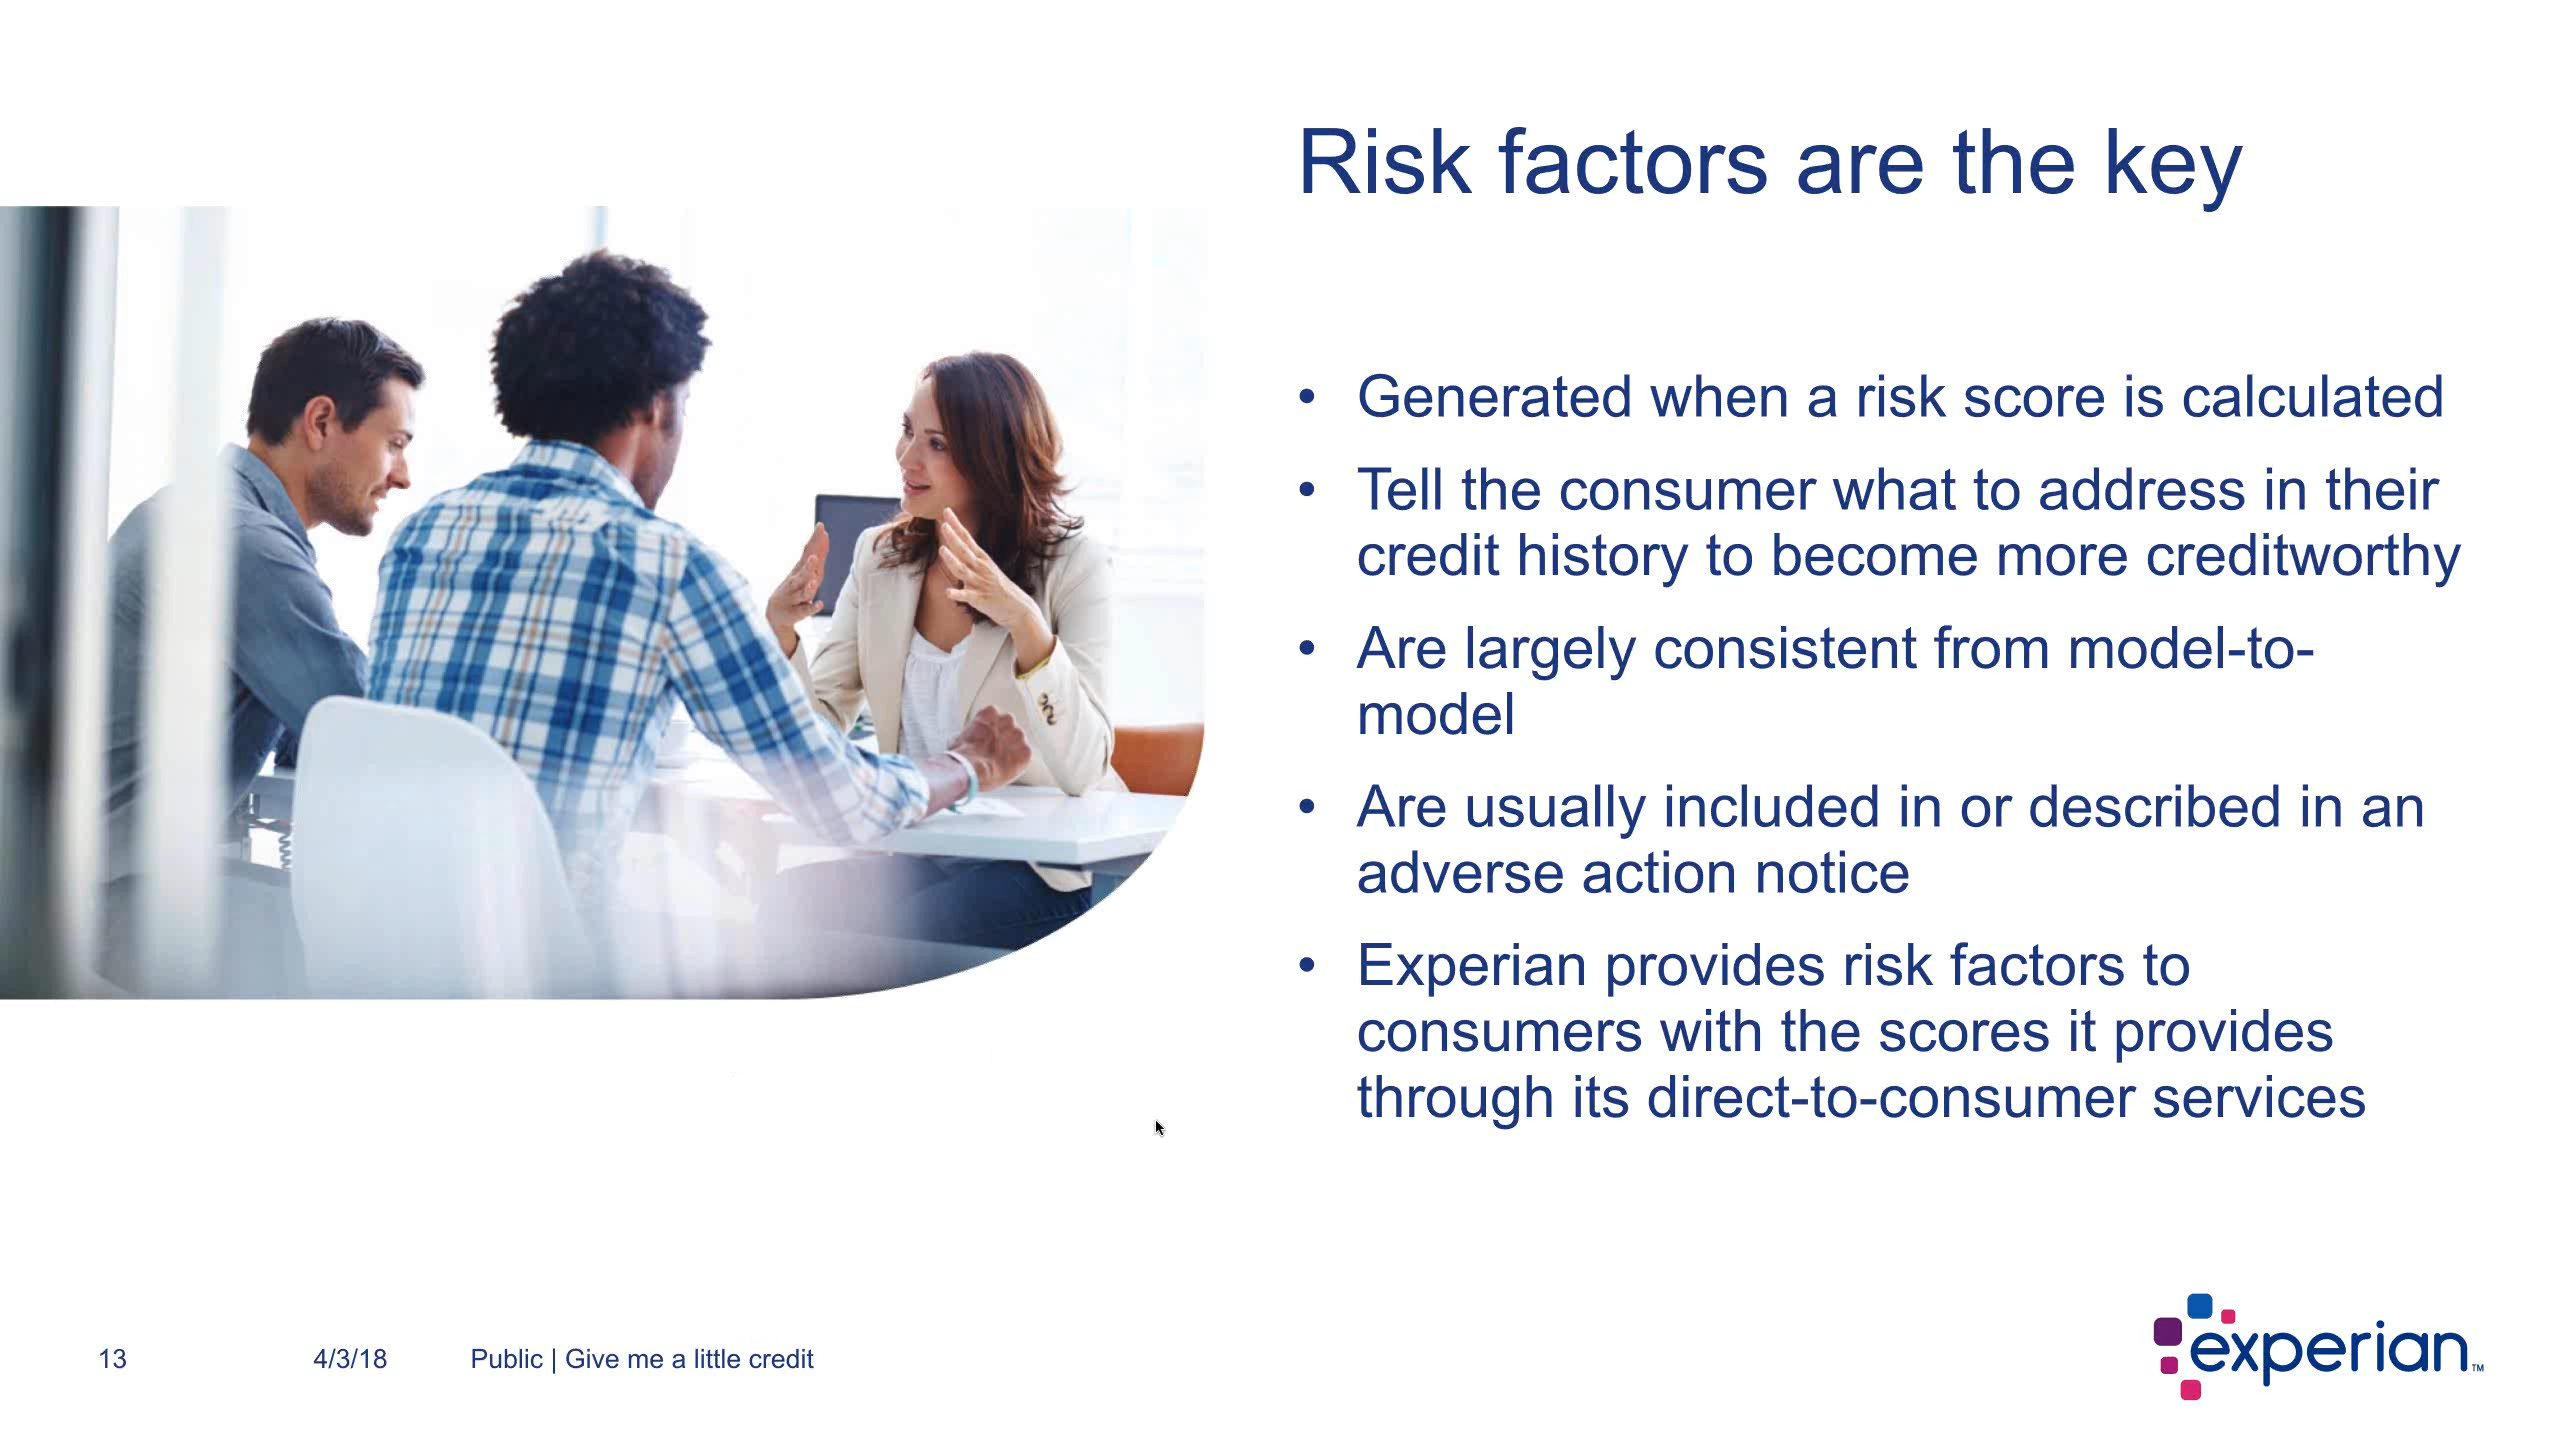 Risk factors are the key
• Generated when a risk score is calculated
• Tell the consumer what to address in their
credit history to become more creditworthy
• Are largely consistent from model-to-
model
• Are usually included in or described in an
adverse action notice
• Experian provides risk factors to
consumers with the scores it provides
through its direct-to-consumer services
13 4/3/18 Public | Give me a little credit
experian™